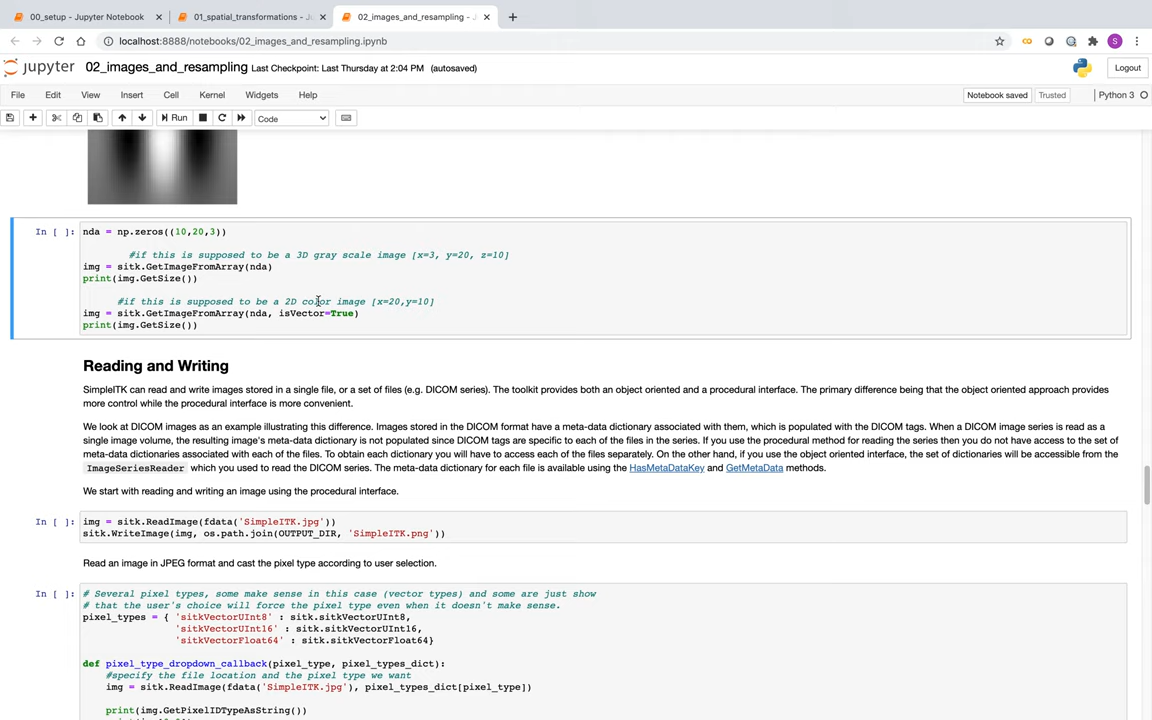 00_setup - Jupyter Notebook
01_spatial_transformations - Ju
02_images_and_resampling - J
localhost:8888/notebooks/02_images_and_resampling.ipynb
S
jupyter 02_images_and_resampling Last Checkpoint: Last Thursday at 2:04 PM (autosaved)
Logout
File Edit View Insert Cell Kernel Widgets Help
Notebook saved Trusted Python 3
Run Code
In [ ]: nda = np.zeros((10,20,3))
#if this is supposed to be a 3D gray scale image [x=3, y=20, z=10]
img = sitk.GetImageFromArray(nda)
print(img.GetSize())
#if this is supposed to be a 2D color image [x=20,y=10]
img = sitk.GetImageFromArray(nda, isVector=True)
print(img.GetSize())
Reading and Writing
SimpleITK can read and write images stored in a single file, or a set of files (e.g. DICOM series). The toolkit provides both an object oriented and a procedural interface. The primary difference being that the object oriented approach provides
more control while the procedural interface is more convenient.
We look at DICOM images as an example illustrating this difference. Images stored in the DICOM format have a meta-data dictionary associated with them, which is populated with the DICOM tags. When a DICOM image series is read as a
single image volume, the resulting image's meta-data dictionary is not populated since DICOM tags are specific to each of the files in the series. If you use the procedural method for reading the series then you do not have access to the set of
meta-data dictionaries associated with each of the files. To obtain each dictionary you will have to access each of the files separately. On the other hand, if you use the object oriented interface, the set of dictionaries will be accessible from the
ImageSeriesReader which you used to read the DICOM series. The meta-data dictionary for each file is available using the HasMetaDataKey and GetMetaData methods.
We start with reading and writing an image using the procedural interface.
In [ ]: img = sitk.ReadImage(fdata('SimpleITK.jpg'))
sitk.WriteImage(img, os.path.join(OUTPUT_DIR, 'SimpleITK.png'))
Read an image in JPEG format and cast the pixel type according to user selection.
In [ ]: # Several pixel types, some make sense in this case (vector types) and some are just show
# that the user's choice will force the pixel type even when it doesn't make sense.
pixel_types = { 'sitkVectorUInt8' : sitk.sitkVectorUInt8,
'sitkVectorUInt16' : sitk.sitkVectorUInt16,
'sitkVectorFloat64' : sitk.sitkVectorFloat64}
def pixel_type_dropdown_callback(pixel_type, pixel_types_dict):
#specify the file location and the pixel type we want
img = sitk.ReadImage(fdata('SimpleITK.jpg'), pixel_types_dict[pixel_type])
print(img.GetPixelIDTypeAsString())